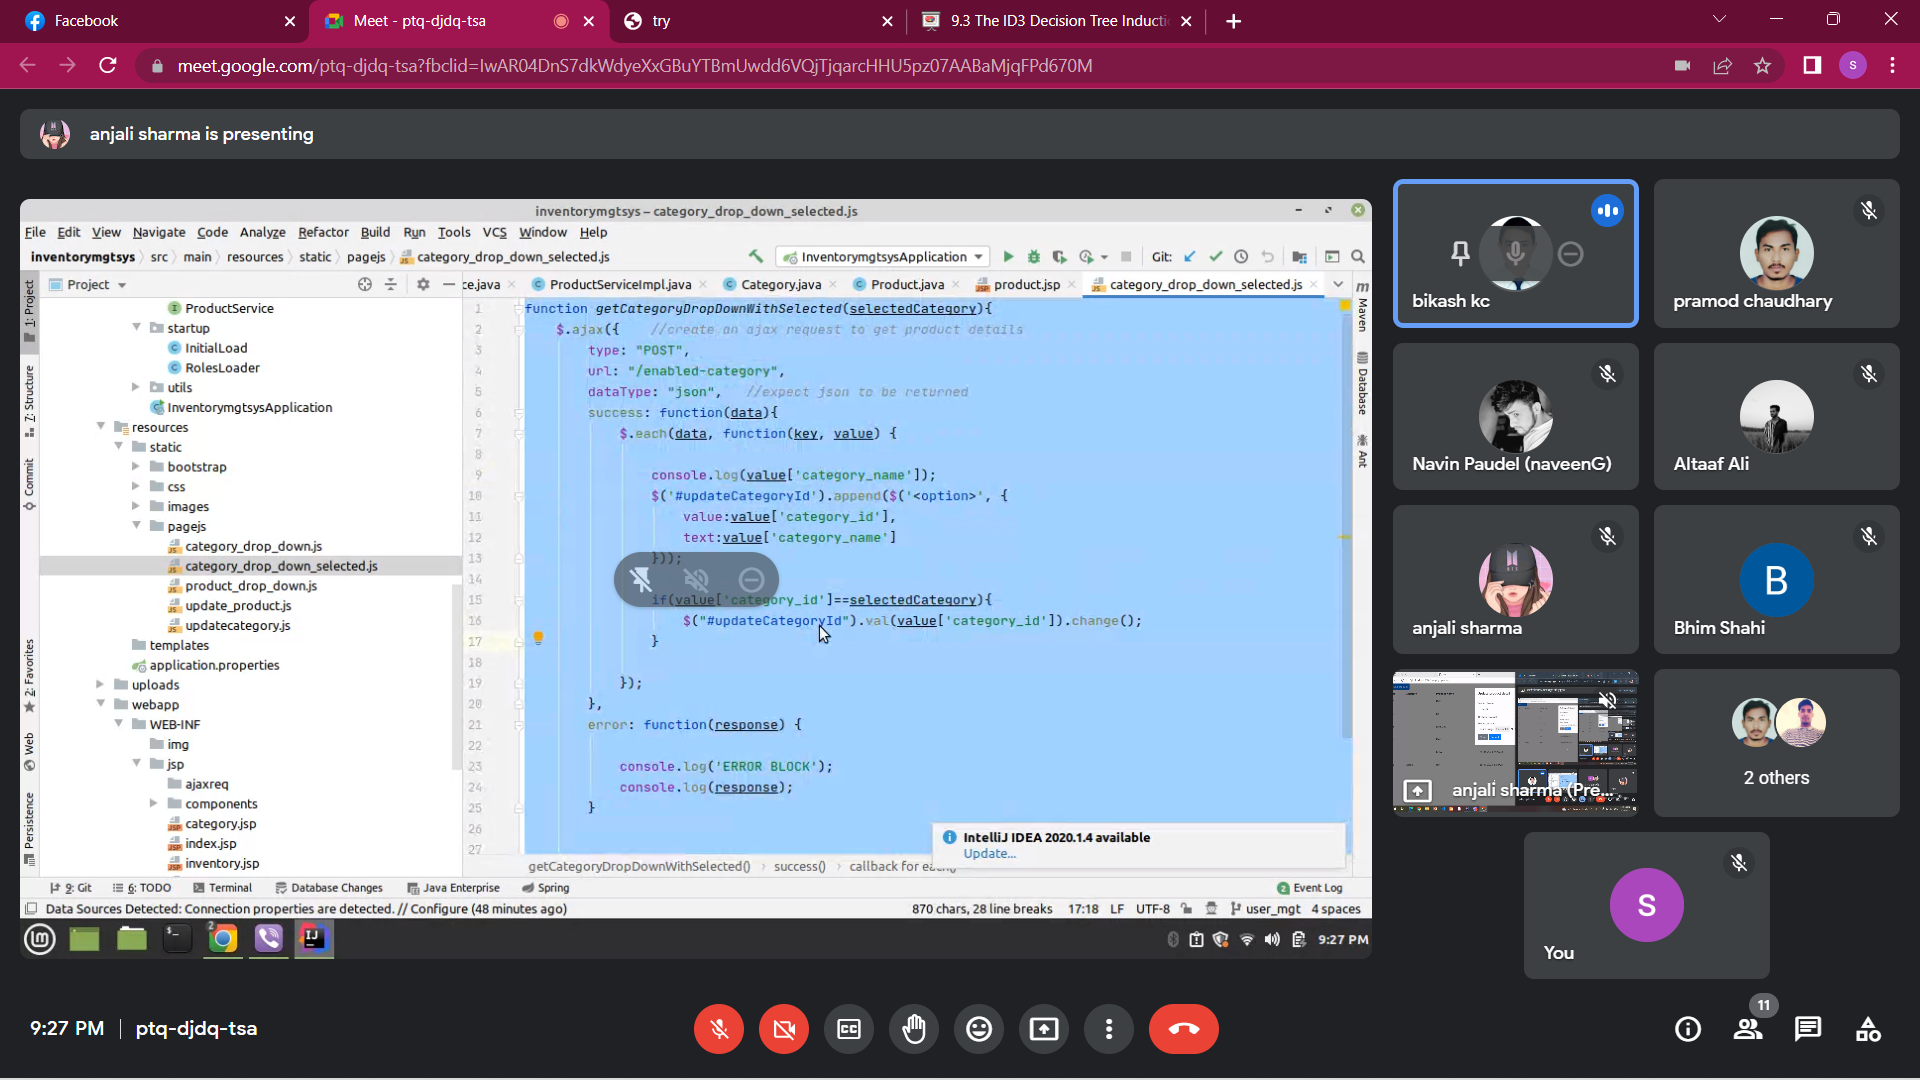 Facebook
Meet - ptq-djdq-tsa
try
9.3 The ID3 Decision Tree Inducti
meet.google.com/ptq-djdq-tsa?fbclid=IwAR04DnS7dkWdyeXxGBuYTBmUwdd6VQjTjqarcHHU5pz07AABaMjqFPd670M
S
anjali sharma is presenting
inventorymgtsys – category_drop_down_selected.js
File Edit View Navigate Code Analyze Refactor Build Run Tools VCS Window Help
inventorymgtsys src main resources static pagejs category_drop_down_selected.js
InventorymgtsysApplication
Git:
Project
ce.java
ProductServiceImpl.java
Category.java
Product.java
product.jsp
category_drop_down_selected.js
1: Project
7: Structure
Commit
2: Favorites
Web
Persistence
ProductService
startup
InitialLoad
RolesLoader
utils
InventorymgtsysApplication
resources
static
bootstrap
css
images
pagejs
category_drop_down.js
category_drop_down_selected.js
product_drop_down.js
update_product.js
updatecategory.js
templates
application.properties
uploads
webapp
WEB-INF
img
jsp
ajaxreq
components
category.jsp
index.jsp
inventory.jsp
1 function getCategoryDropDownWithSelected(selectedCategory){
2 $.ajax({ //create an ajax request to get product details
3 type: "POST",
4 url: "/enabled-category",
5 dataType: "json", //expect json to be returned
6 success: function(data){
7 $.each(data, function(key, value) {
8
9 console.log(value['category_name']);
10 $('#updateCategoryId').append($('<option>', {
11 value:value['category_id'],
12 text:value['category_name']
13 }));
14
15 if(value['category_id']==selectedCategory){
16 $("#updateCategoryId").val(value['category_id']).change();
17 }
18
19 });
20 },
21 error: function(response) {
22
23 console.log('ERROR BLOCK');
24 console.log(response);
25 }
26
27
Maven
Database
Ant
IntelliJ IDEA 2020.1.4 available
Update...
getCategoryDropDownWithSelected() success() callback for each()
9: Git 6: TODO Terminal Database Changes Java Enterprise Spring
2 Event Log
Data Sources Detected: Connection properties are detected. // Configure (48 minutes ago)
870 chars, 28 line breaks 17:18 LF UTF-8 user_mgt 4 spaces
2
IJ
9:27 PM
bikash kc
pramod chaudhary
Navin Paudel (naveenG)
Altaaf Ali
anjali sharma
B
Bhim Shahi
anjali sharma (Pre...
2 others
S
You
9:27 PM
ptq-djdq-tsa
CC
11